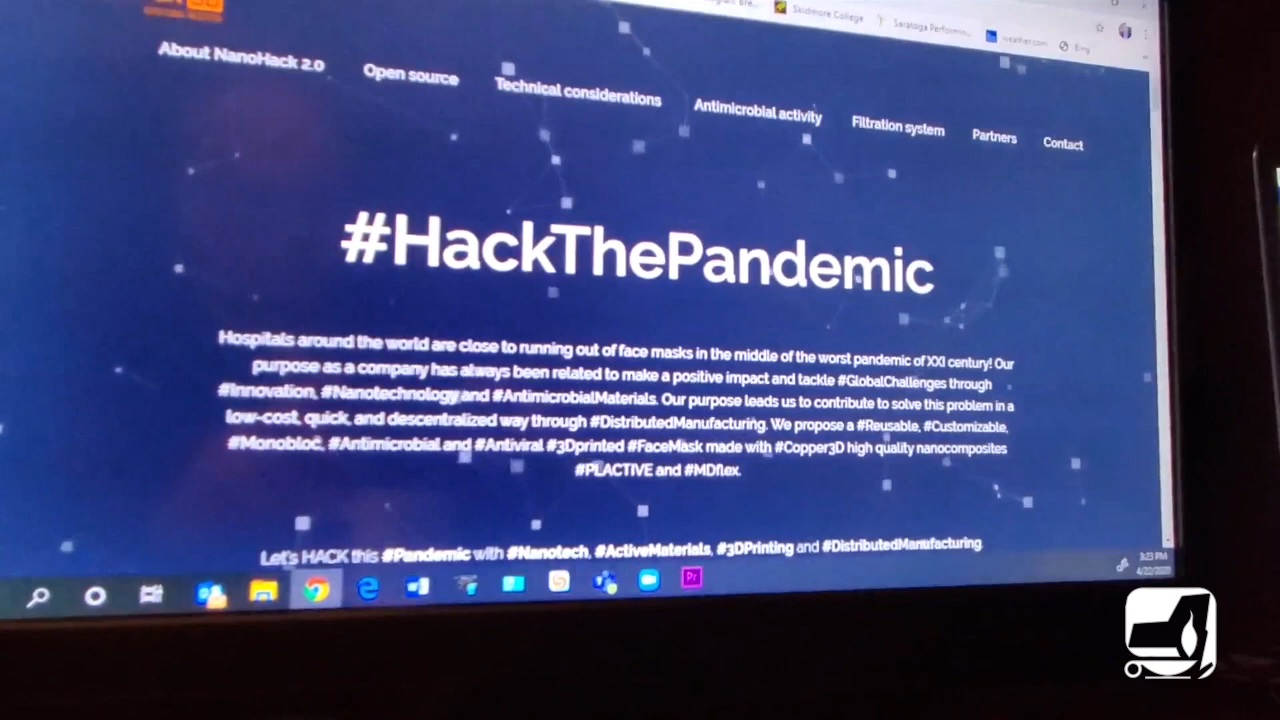 Skidmore College
Saratoga Performin...
weather.com
Bing
About NanoHack 2.0
Open source
Technical considerations
Antimicrobial activity
Filtration system
Partners
Contact
#HackThePandemic
Hospitals around the world are close to running out of face masks in the middle of the worst pandemic of XXI century! Our
purpose as a company has always been related to make a positive impact and tackle #GlobalChallenges through
#Innovation, #Nanotechnology and #AntimicrobialMaterials. Our purpose leads us to contribute to solve this problem in a
low-cost, quick, and descentralized way through #DistributedManufacturing. We propose a #Reusable, #Customizable,
#Monobloc, #Antimicrobial and #Antiviral #3Dprinted #FaceMask made with #Copper3D high quality nanocomposites
#PLACTIVE and #MDflex.
Let's HACK this #Pandemic with #Nanotech, #ActiveMaterials, #3DPrinting and #DistributedManufacturing.
Pr
3:23 PM
4/22/2020